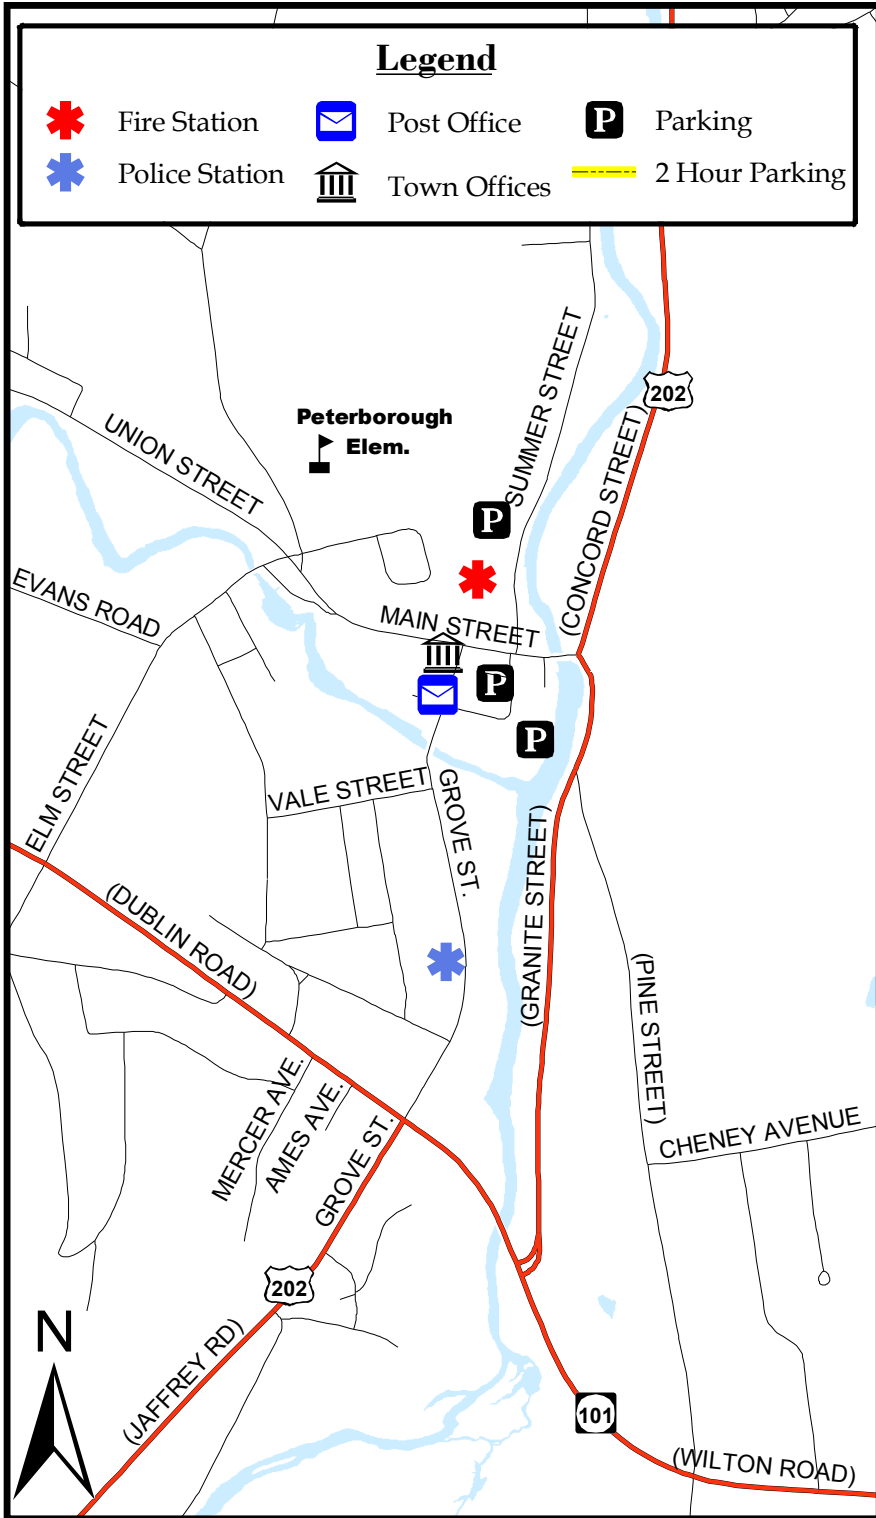 Legend
Fire Station
Post Office
P
Parking
Police Station
Town Offices
2 Hour Parking
SUMMER STREET
202
Peterborough
Elem.
UNION STREET
(CONCORD STREET)
P
EVANS ROAD
MAIN STREET
P
P
ELM STREET
VALE STREET
GROVE ST.
(GRANITE STREET)
(DUBLIN ROAD)
(PINE STREET)
MERCER AVE.
AMES AVE.
GROVE ST.
CHENEY AVENUE
202
N
(JAFFREY RD)
101
(WILTON ROAD)